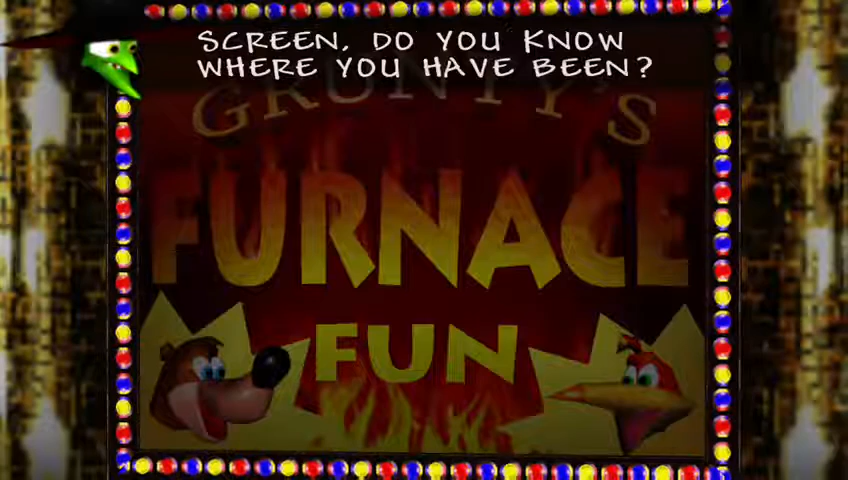 SCREEN, DO YOU KNOW
WHERE YOU HAVE BEEN?
GRUNTY'S
FURNACE
FUN